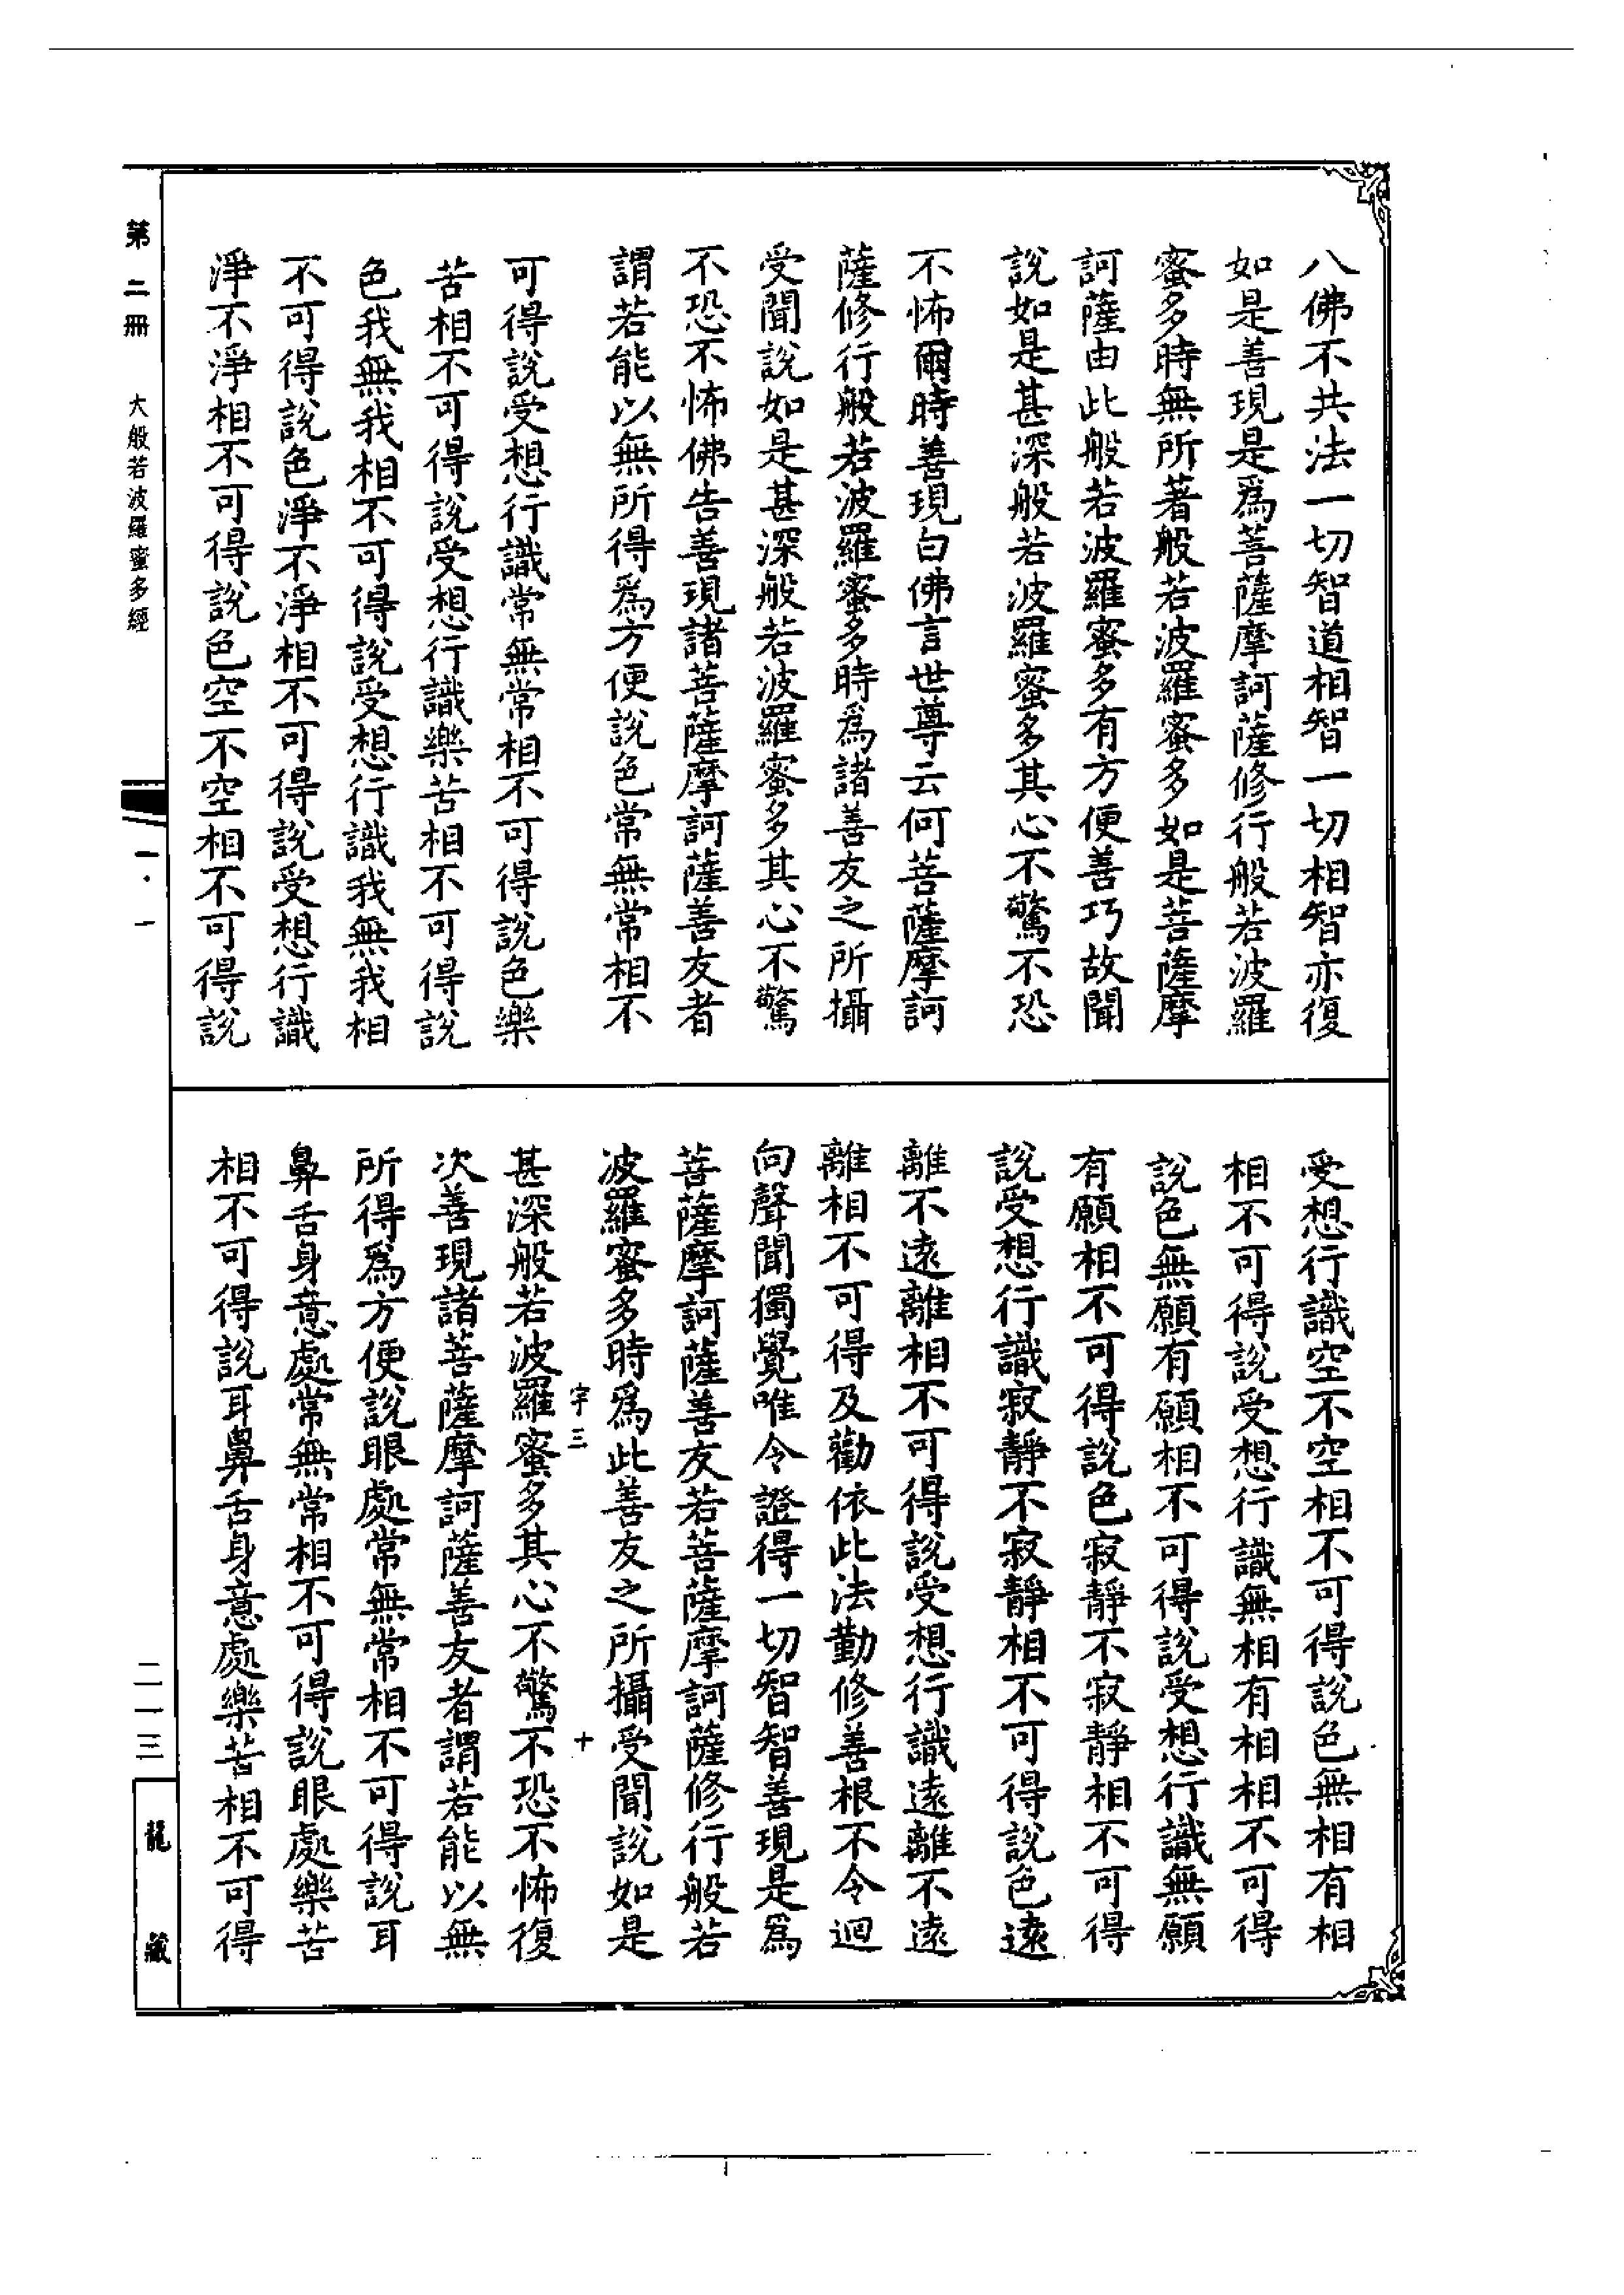 八佛不共法一切智道相智一切相智亦復
如是善現是爲菩薩摩訶薩修行般若波羅
蜜多時無所著般若波羅蜜多如是菩薩摩
訶薩由此般若波羅蜜多有方便善巧故聞
說如是甚深般若波羅蜜多其心不驚不恐
不怖爾時善現白佛言世尊云何菩薩摩訶
薩修行般若波羅蜜多時爲諸善友之所攝
受聞說如是甚深般若波羅蜜多其心不驚
不恐不怖佛告善現諸菩薩摩訶薩善友者
謂若能以無所得爲方便說色常無常相不
可得說受想行識常無常相不可得說色樂
苦相不可得說受想行識樂苦相不可得說
色我無我相不可得說受想行識我無我相
不可得說色淨不淨相不可得說受想行識
淨不淨相不可得說色空不空相不可得說
受想行識空不空相不可得說色無相有相
相不可得說受想行識無相有相相不可得
說色無願有願相不可得說受想行識無願
有願相不可得說色寂靜不寂靜相不可得
說受想行識寂靜不寂靜相不可得說色遠
離不遠離相不可得說受想行識遠離不遠
離相不可得及勸依此法勤修善根不令迴
向聲聞獨覺唯令證得一切智智善現是爲
菩薩摩訶薩善友若菩薩摩訶薩修行般若
波羅蜜多時爲此善友之所攝受聞說如是
字三 十
甚深般若波羅蜜多其心不驚不恐不怖復
次善現諸菩薩摩訶薩善友者謂若能以無
所得爲方便說眼處常無常相不可得說耳
鼻舌身意處常無常相不可得說眼處樂苦
相不可得說耳鼻舌身意處樂苦相不可得
第二冊 大般若波羅蜜多經 一·一 二一三 龍藏